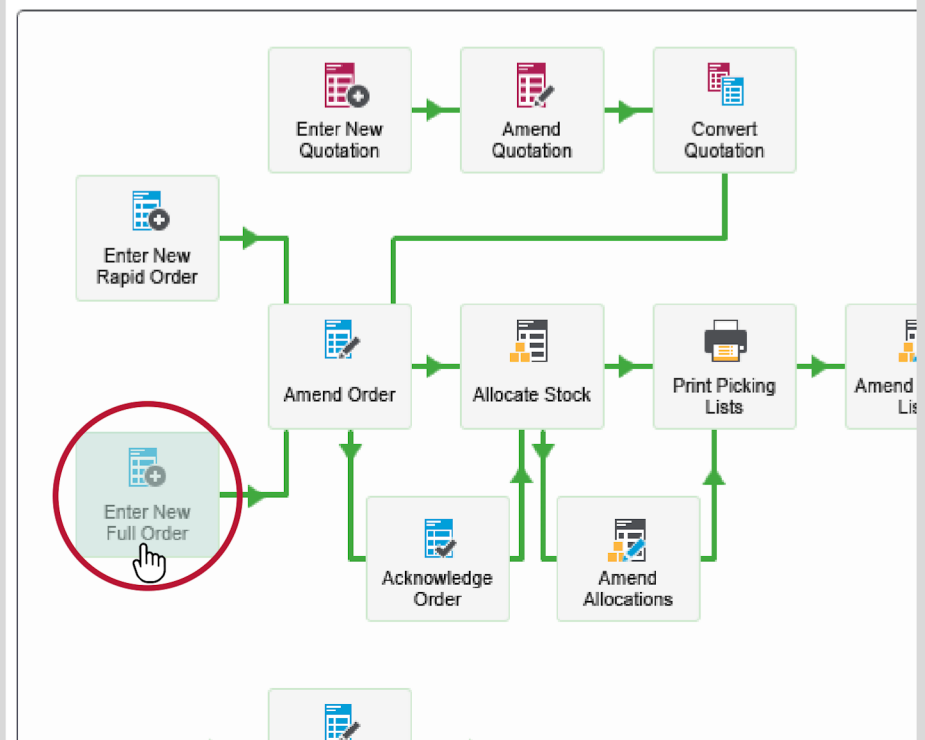 Enter New
Quotation
Amend
Quotation
Convert
Quotation
Enter New
Rapid Order
Amend Order
Allocate Stock
Print Picking
Lists
Amend
Enter New
Full Order
Acknowledge
Order
Amend
Allocations